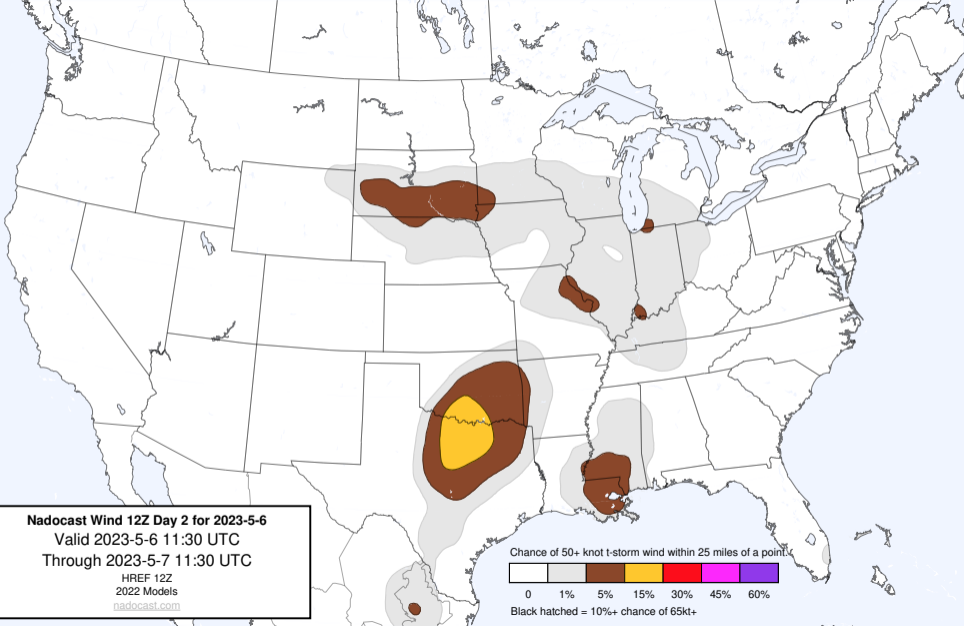 Nadocast Wind 12Z Day 2 for 2023-5-6
Valid 2023-5-6 11:30 UTC
Through 2023-5-7 11:30 UTC
HREF 12Z
2022 Models
nadocast.com
Chance of 50+ knot t-storm wind within 25 miles of a point.
0 1% 5% 15% 30% 45% 60%
Black hatched = 10%+ chance of 65kt+